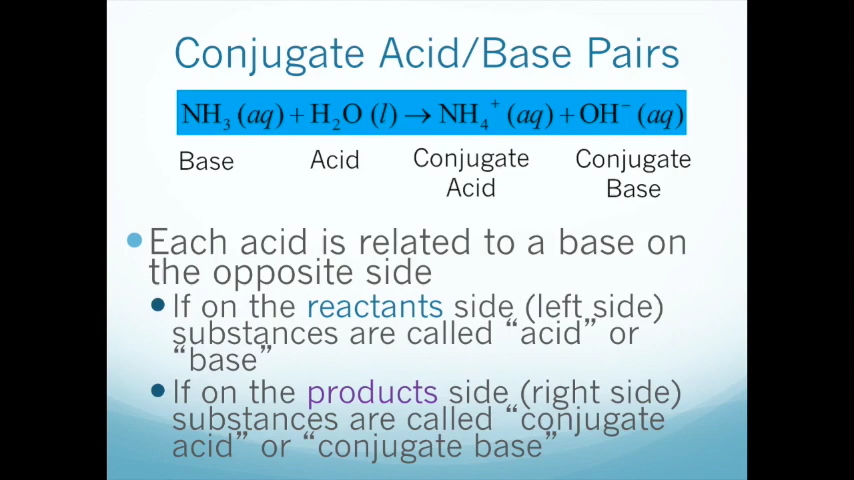 Conjugate Acid/Base Pairs
NH₃ (aq) + H₂O (l) → NH₄⁺ (aq) + OH⁻ (aq)
Base Acid Conjugate Acid Conjugate Base
•Each acid is related to a base on
the opposite side
•If on the reactants side (left side)
substances are called “acid” or
“base”
•If on the products side (right side)
substances are called “conjugate
acid” or “conjugate base”